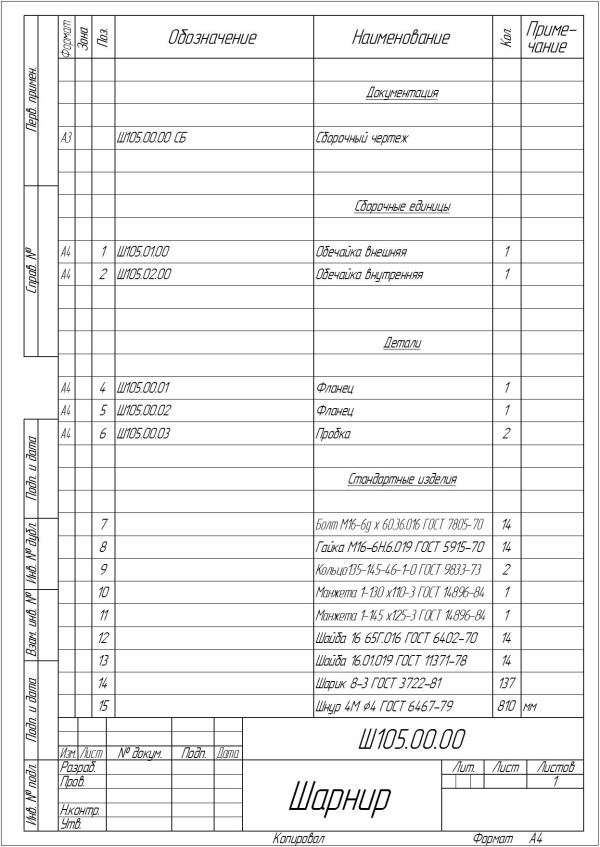 Формат Зона Поз. Обозначение Наименование Кол. Приме-
чание
Документация
А3 Ш105.00.00 СБ Сборочный чертеж
Сборочные единицы
А4 1 Ш105.01.00 Обечайка внешняя 1
А4 2 Ш105.02.00 Обечайка внутренняя 1
Детали
А4 4 Ш105.00.01 Фланец 1
А4 5 Ш105.00.02 Фланец 1
А4 6 Ш105.00.03 Пробка 2
Стандартные изделия
7 Болт М16-6g x 60.36.016 ГОСТ 7805-70 14
8 Гайка М16-6Н.6.019 ГОСТ 5915-70 14
9 Кольцо135-145-46-1-0 ГОСТ 9833-73 2
10 Манжета 1-130 х110-3 ГОСТ 14896-84 1
11 Манжета 1-145 х125-3 ГОСТ 14896-84 1
12 Шайба 16 65Г.016 ГОСТ 6402-70 14
13 Шайба 16.01.019 ГОСТ 11371-78 14
14 Шарик 8-3 ГОСТ 3722-81 137
15 Шнур 4М ⌀4 ГОСТ 6467-79 810 мм
Перв. примен.
Справ. №
Подп. и дата
Инв. № дубл.
Взам. инв. №
Подп. и дата
Инв. № подл.
Ш105.00.00
Изм. Лист № докум. Подп. Дата
Разраб.
Пров.
Н.контр.
Утв.
Шарнир
Лит. Лист Листов
1
Копировал Формат А4